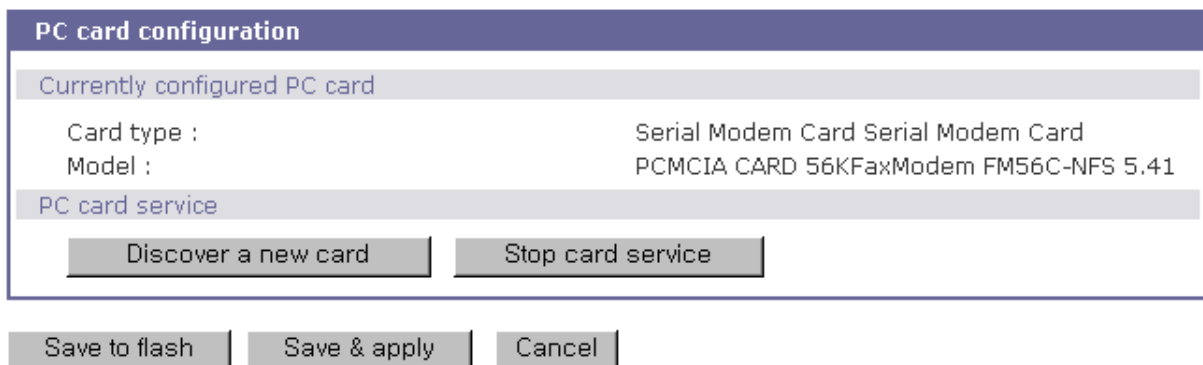 PC card configuration
Currently configured PC card
Card type : Serial Modem Card Serial Modem Card
Model : PCMCIA CARD 56KFaxModem FM56C-NFS 5.41
PC card service
Discover a new card Stop card service
Save to flash Save & apply Cancel